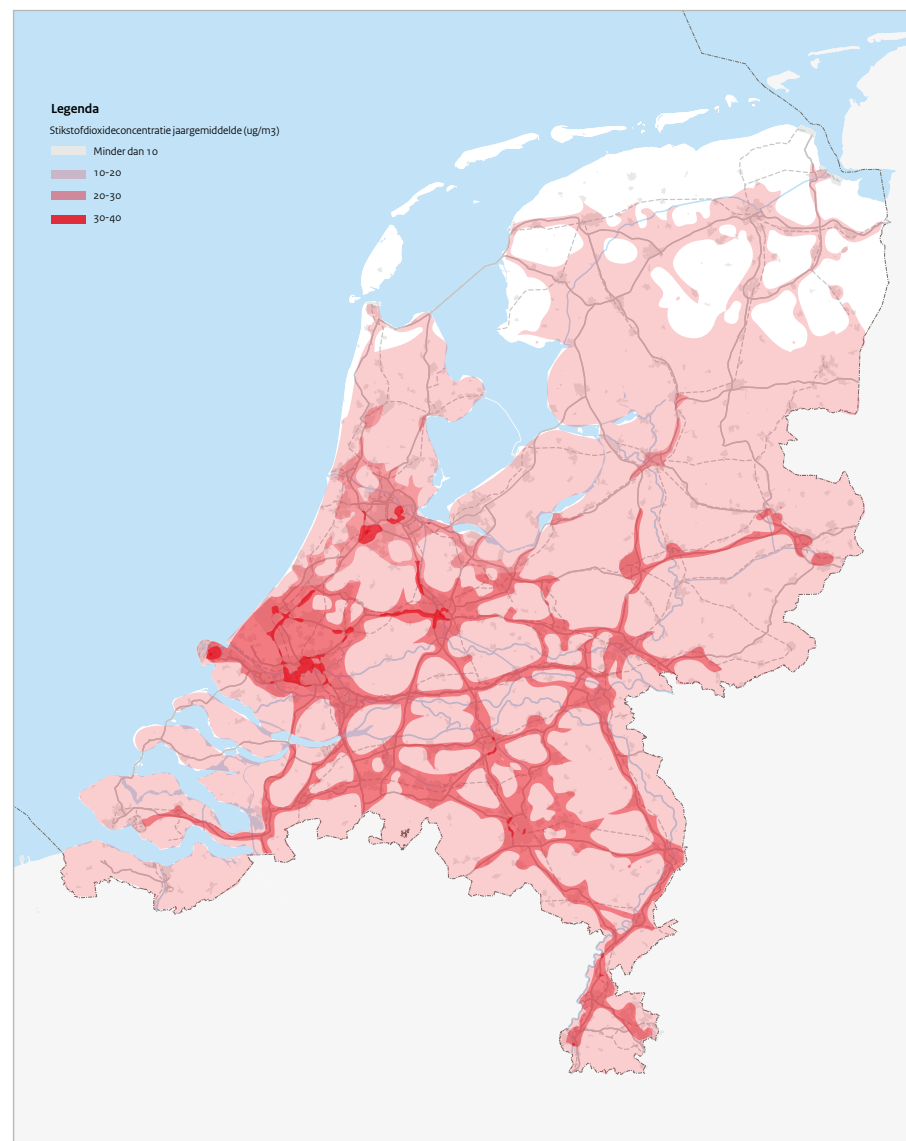 Legenda
Stikstofdioxideconcentratie jaargemiddelde (ug/m3)
Minder dan 10
10-20
20-30
30-40